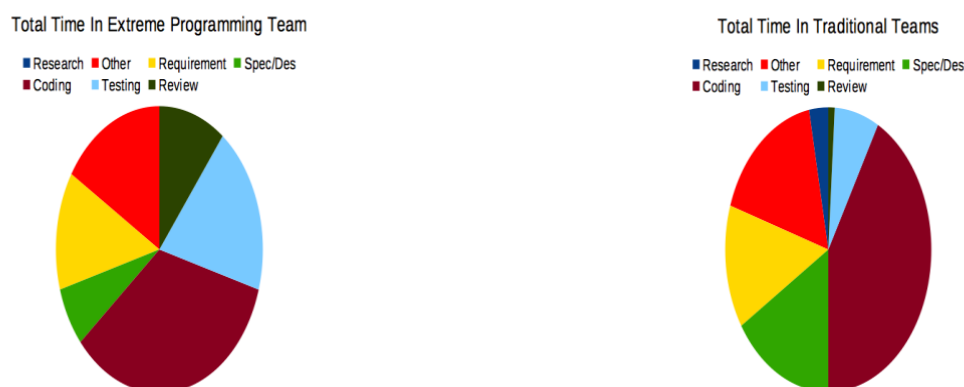 Total Time In Extreme Programming Team
Research Other Requirement Spec/Des
Coding Testing Review
Total Time In Traditional Teams
Research Other Requirement Spec/Des
Coding Testing Review